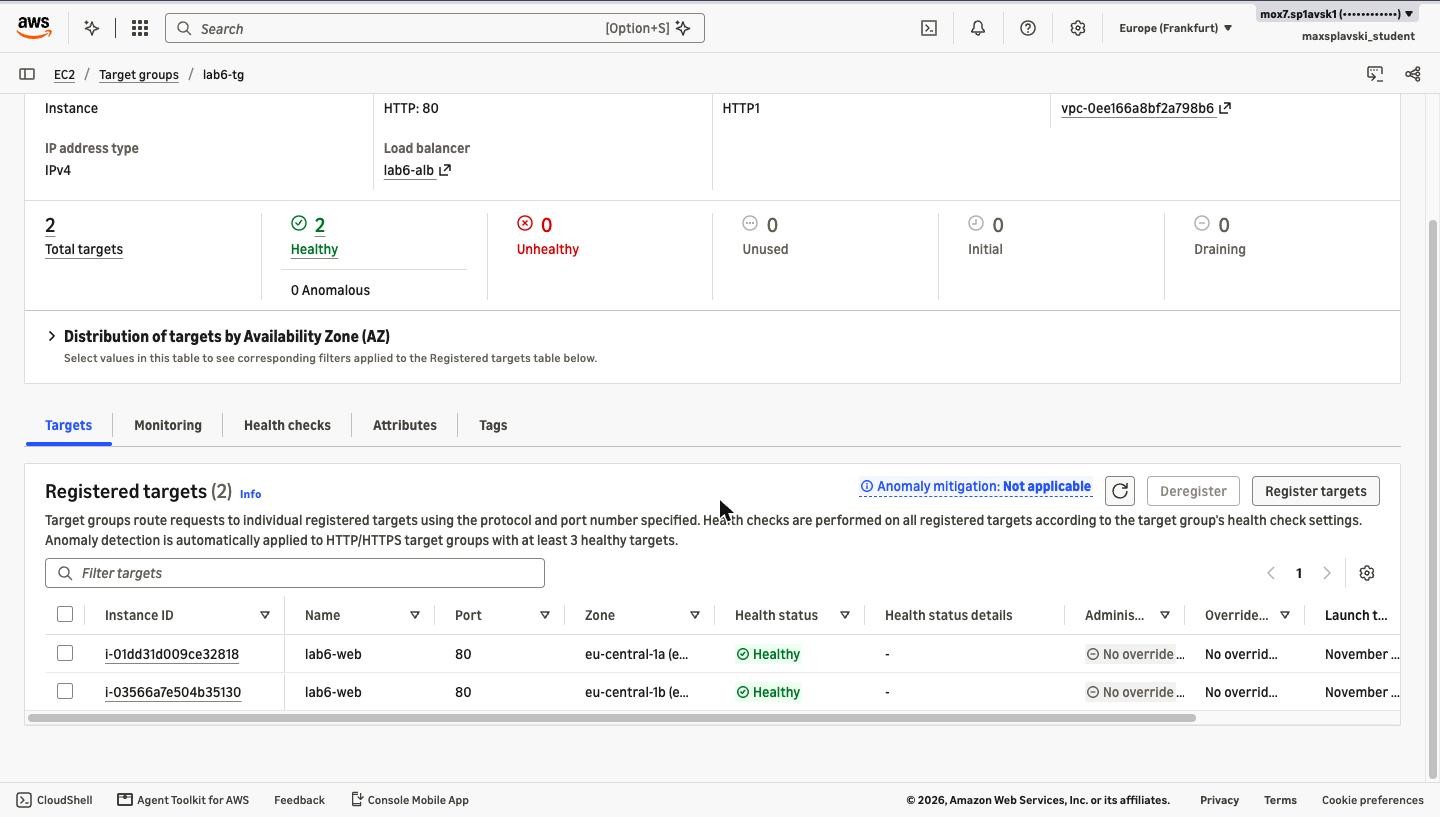 aws
Search [Option+S]
Europe (Frankfurt)
mox7.sp1avsk1 (••••••••••••)
maxsplavski_student
EC2 / Target groups / lab6-tg
Instance HTTP: 80 HTTP1 vpc-0ee166a8bf2a798b6
IP address type Load balancer
IPv4 lab6-alb
2 2 0 0 0 0
Total targets Healthy Unhealthy Unused Initial Draining
0 Anomalous
Distribution of targets by Availability Zone (AZ)
Select values in this table to see corresponding filters applied to the Registered targets table below.
Targets Monitoring Health checks Attributes Tags
Registered targets (2) Info Anomaly mitigation: Not applicable Deregister Register targets
Target groups route requests to individual registered targets using the protocol and port number specified. Health checks are performed on all registered targets according to the target group's health check settings.
Anomaly detection is automatically applied to HTTP/HTTPS target groups with at least 3 healthy targets.
Filter targets 1
Instance ID Name Port Zone Health status Health status details Adminis... Override... Launch t...
i-01dd31d009ce32818 lab6-web 80 eu-central-1a (e... Healthy - No override ... No overrid... November ...
i-03566a7e504b35130 lab6-web 80 eu-central-1b (e... Healthy - No override ... No overrid... November ...
CloudShell Agent Toolkit for AWS Feedback Console Mobile App © 2026, Amazon Web Services, Inc. or its affiliates. Privacy Terms Cookie preferences